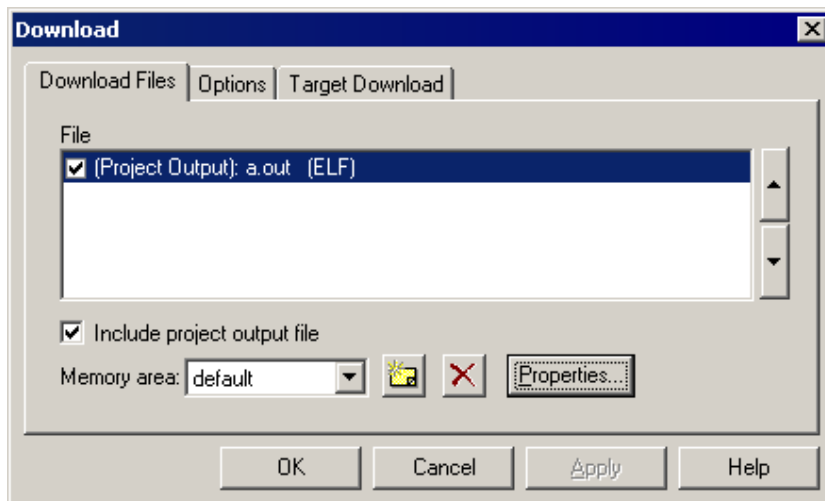 Download
Download Files Options Target Download
File
(Project Output): a.out (ELF)
Include project output file
Memory area: default Properties...
OK Cancel Apply Help